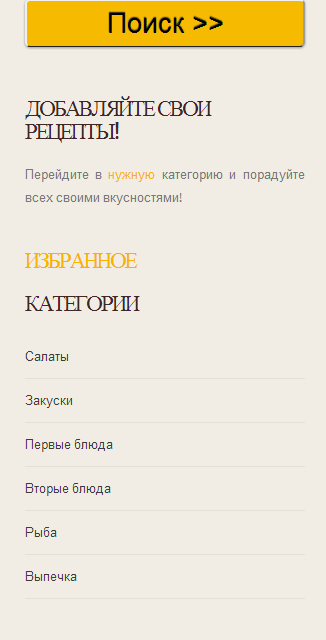 Поиск >>
ДОБАВЛЯЙТЕ СВОИ
РЕЦЕПТЫ!
Перейдите в нужную категорию и порадуйте
всех своими вкусностями!
ИЗБРАННОЕ
КАТЕГОРИИ
Салаты
Закуски
Первые блюда
Вторые блюда
Рыба
Выпечка